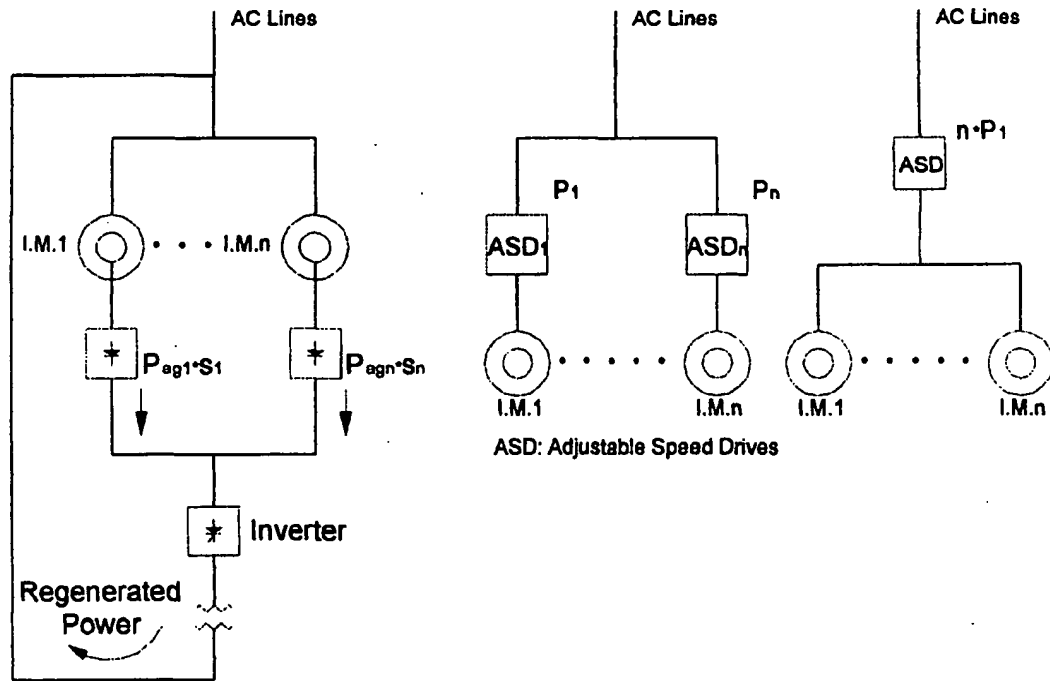 AC Lines
I.M.1
I.M.n
Pag1·S1
Pagn·Sn
Inverter
Regenerated
Power
AC Lines
P1
Pn
ASD1
ASDn
I.M.1
I.M.n
ASD: Adjustable Speed Drives
AC Lines
n·P1
ASD
I.M.1
I.M.n